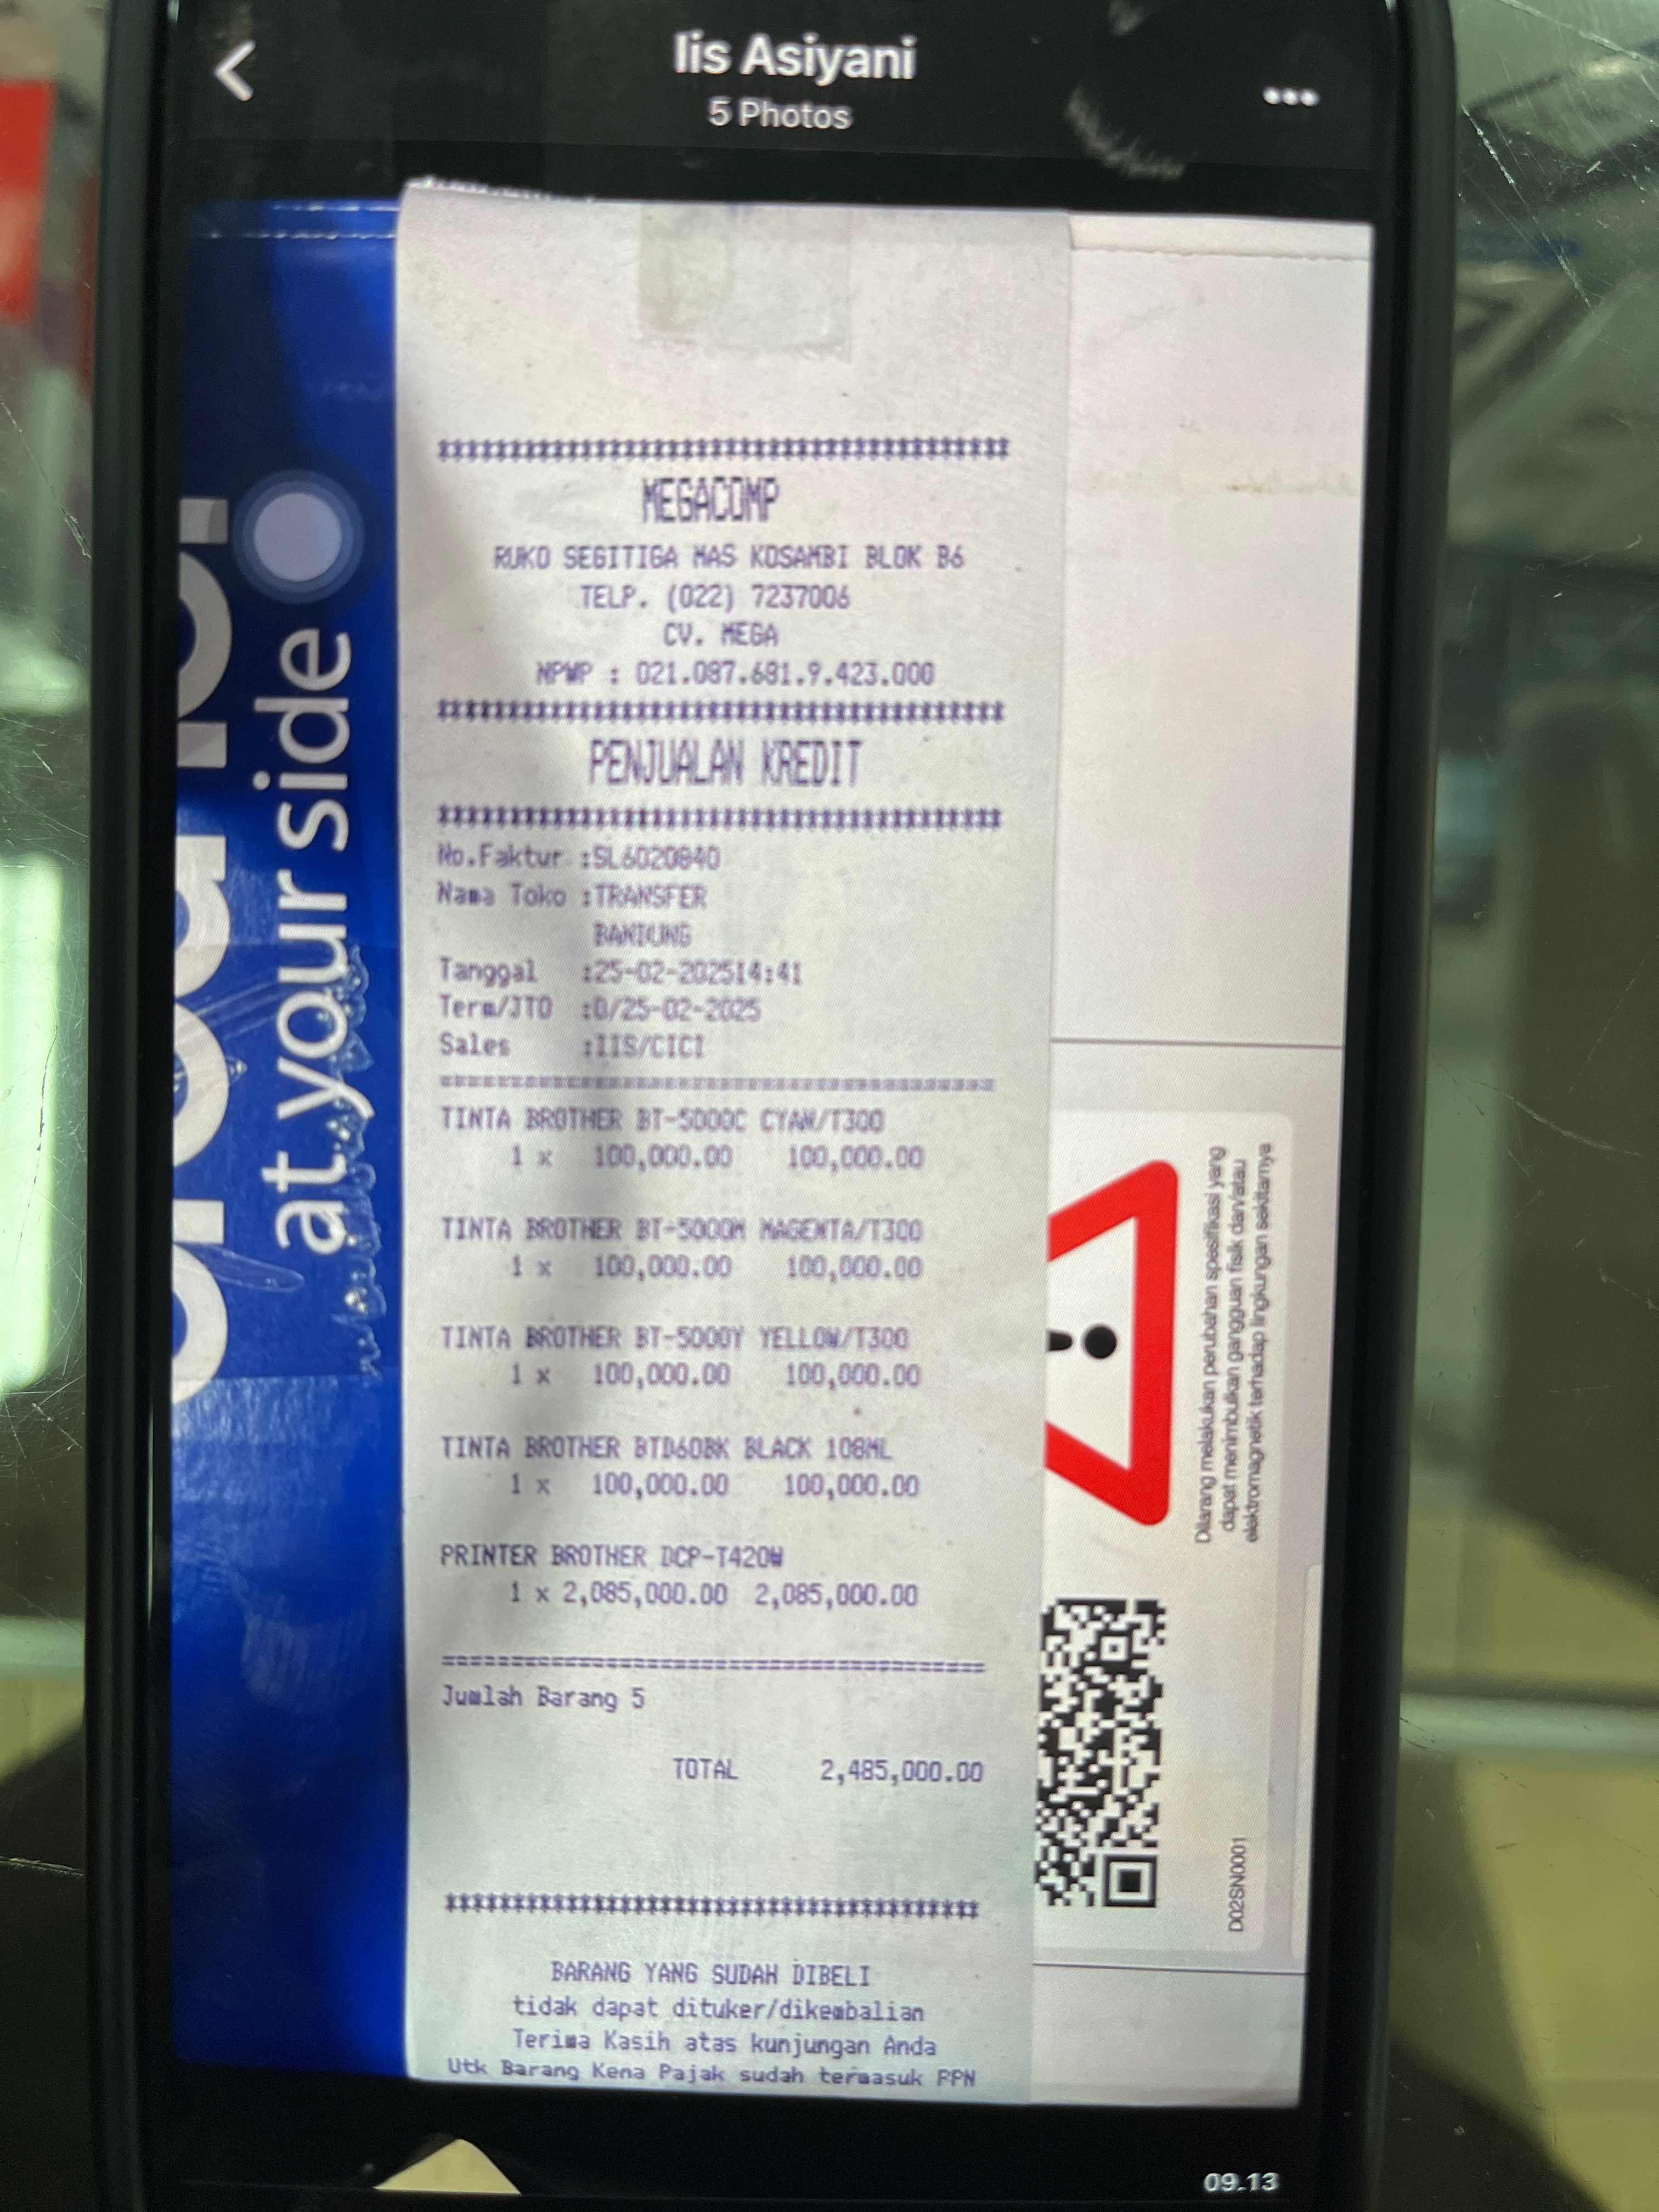 Iis Asiyani
5 Photos
at your side
************************************************
MEGACOMP
RUKO SEGITIGA MAS KOSAMBI BLOK B6
TELP. (022) 7237006
CV. MEGA
NPWP : 021.087.681.9.423.000
************************************************
PENJUALAN KREDIT
************************************************
No.Faktur :SL6020840
Nama Toko :TRANSFER
BANDUNG
Tanggal :25-02-202514:41
Term/JTO :0/25-02-2025
Sales :IIS/CICI
================================================
TINTA BROTHER BT-5000C CYAN/T300
1 x 100,000.00 100,000.00
TINTA BROTHER BT-5000M MAGENTA/T300
1 x 100,000.00 100,000.00
TINTA BROTHER BT-5000Y YELLOW/T300
1 x 100,000.00 100,000.00
TINTA BROTHER BTD60BK BLACK 108ML
1 x 100,000.00 100,000.00
PRINTER BROTHER DCP-T420W
1 x 2,085,000.00 2,085,000.00
================================================
Jumlah Barang 5
TOTAL 2,485,000.00
************************************************
BARANG YANG SUDAH DIBELI
tidak dapat dituker/dikembalian
Terima Kasih atas kunjungan Anda
Utk Barang Kena Pajak sudah termasuk PPN
Dilarang melakukan perubahan spesifikasi yang
dapat menimbulkan gangguan fisik dan/atau
elektromagnetik terhadap lingkungan sekitarnya
D02SN0001
09.13